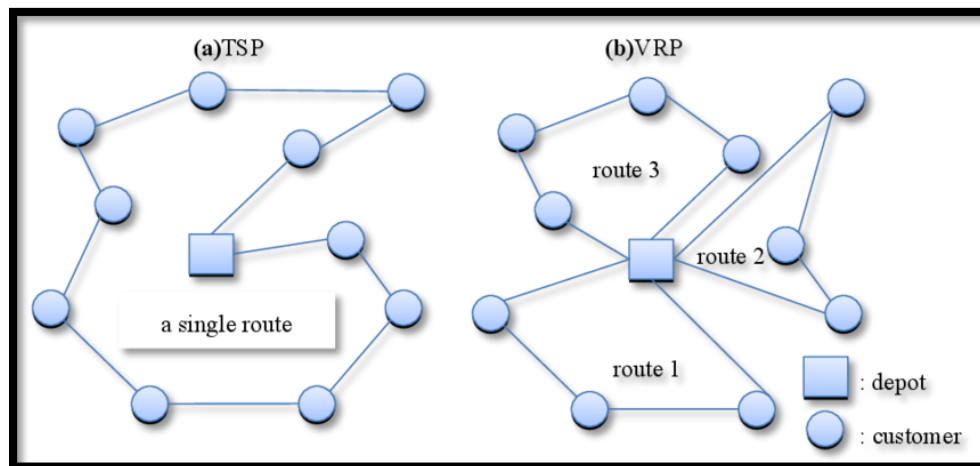 (a)TSP
a single route
(b)VRP
route 3
route 2
route 1
: depot
: customer